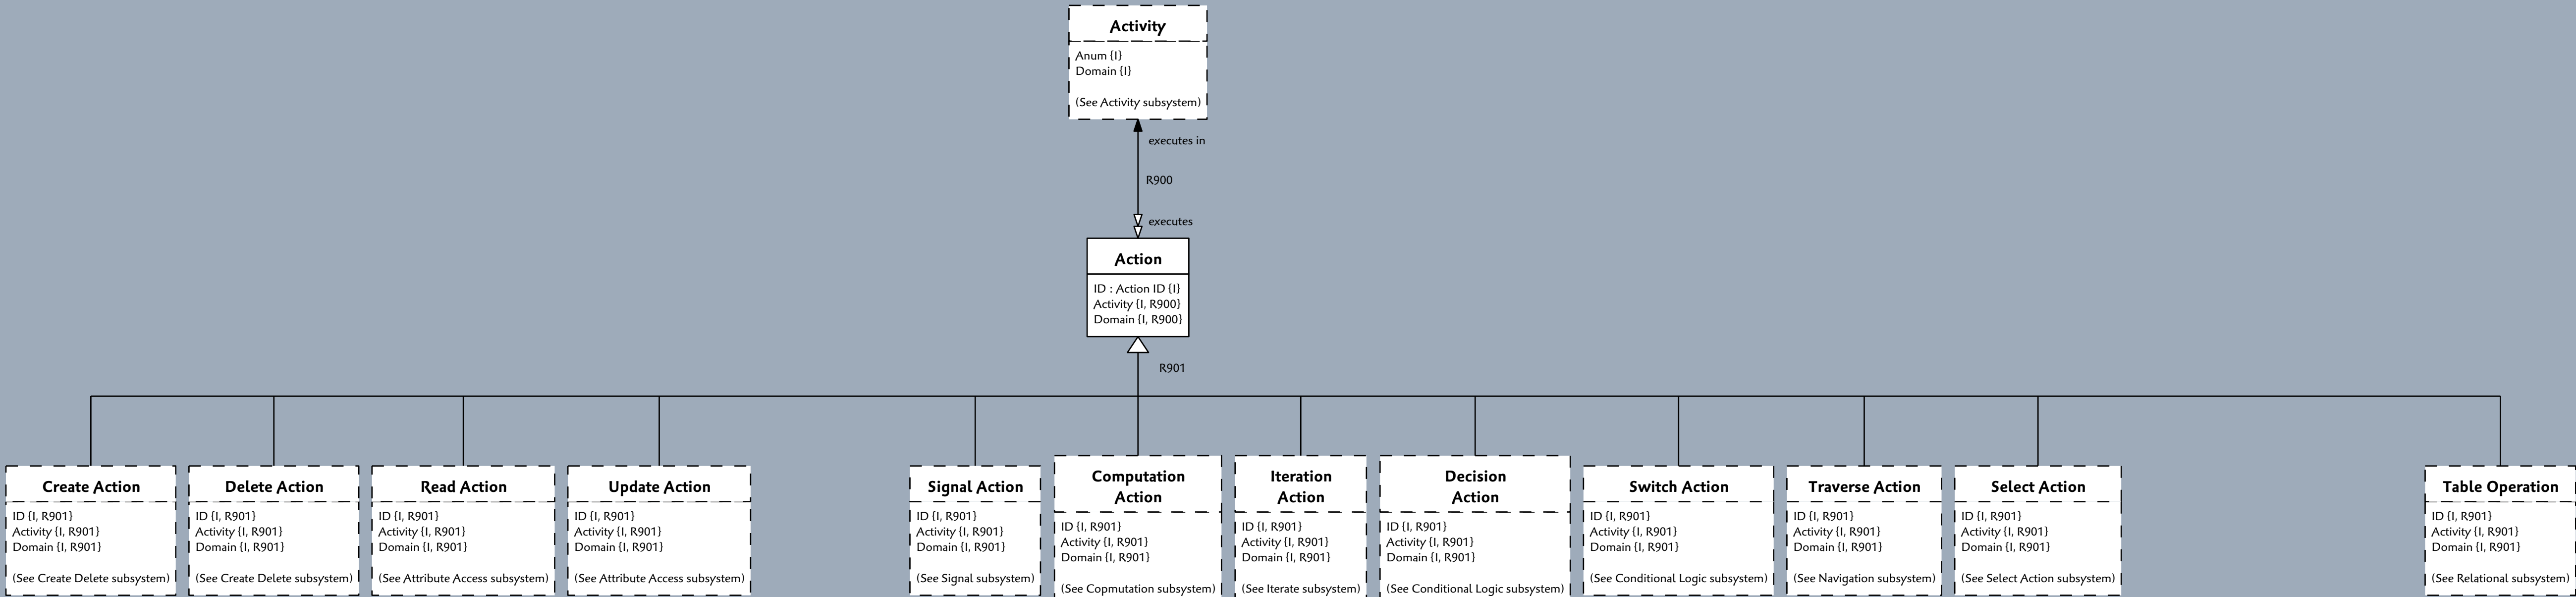 Activity
Anum {I}
Domain {I}
(See Activity subsystem)
executes in
R900
executes
Action
ID : Action ID {I}
Activity {I, R900}
Domain {I, R900}
R901
Create Action
ID {I, R901}
Activity {I, R901}
Domain {I, R901}
(See Create Delete subsystem)
Delete Action
ID {I, R901}
Activity {I, R901}
Domain {I, R901}
(See Create Delete subsystem)
Read Action
ID {I, R901}
Activity {I, R901}
Domain {I, R901}
(See Attribute Access subsystem)
Update Action
ID {I, R901}
Activity {I, R901}
Domain {I, R901}
(See Attribute Access subsystem)
Signal Action
ID {I, R901}
Activity {I, R901}
Domain {I, R901}
(See Signal subsystem)
Computation
Action
ID {I, R901}
Activity {I, R901}
Domain {I, R901}
(See Copmutation subsystem)
Iteration
Action
ID {I, R901}
Activity {I, R901}
Domain {I, R901}
(See Iterate subsystem)
Decision
Action
ID {I, R901}
Activity {I, R901}
Domain {I, R901}
(See Conditional Logic subsystem)
Switch Action
ID {I, R901}
Activity {I, R901}
Domain {I, R901}
(See Conditional Logic subsystem)
Traverse Action
ID {I, R901}
Activity {I, R901}
Domain {I, R901}
(See Navigation subsystem)
Select Action
ID {I, R901}
Activity {I, R901}
Domain {I, R901}
(See Select Action subsystem)
Table Operation
ID {I, R901}
Activity {I, R901}
Domain {I, R901}
(See Relational subsystem)